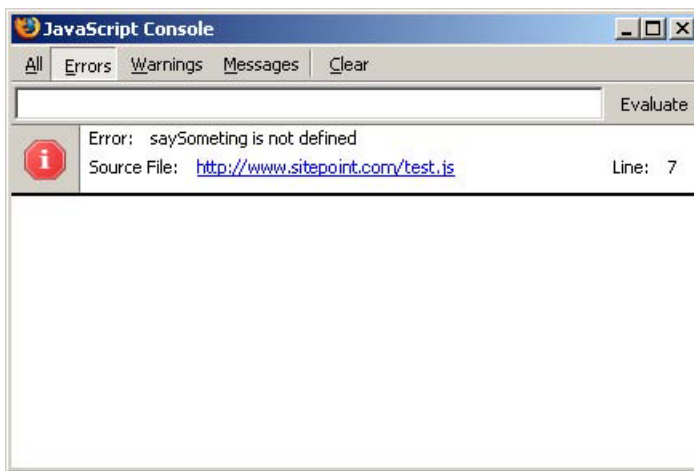 JavaScript Console
All Errors Warnings Messages Clear
Evaluate
Error: saySometing is not defined
Source File: http://www.sitepoint.com/test.js Line: 7